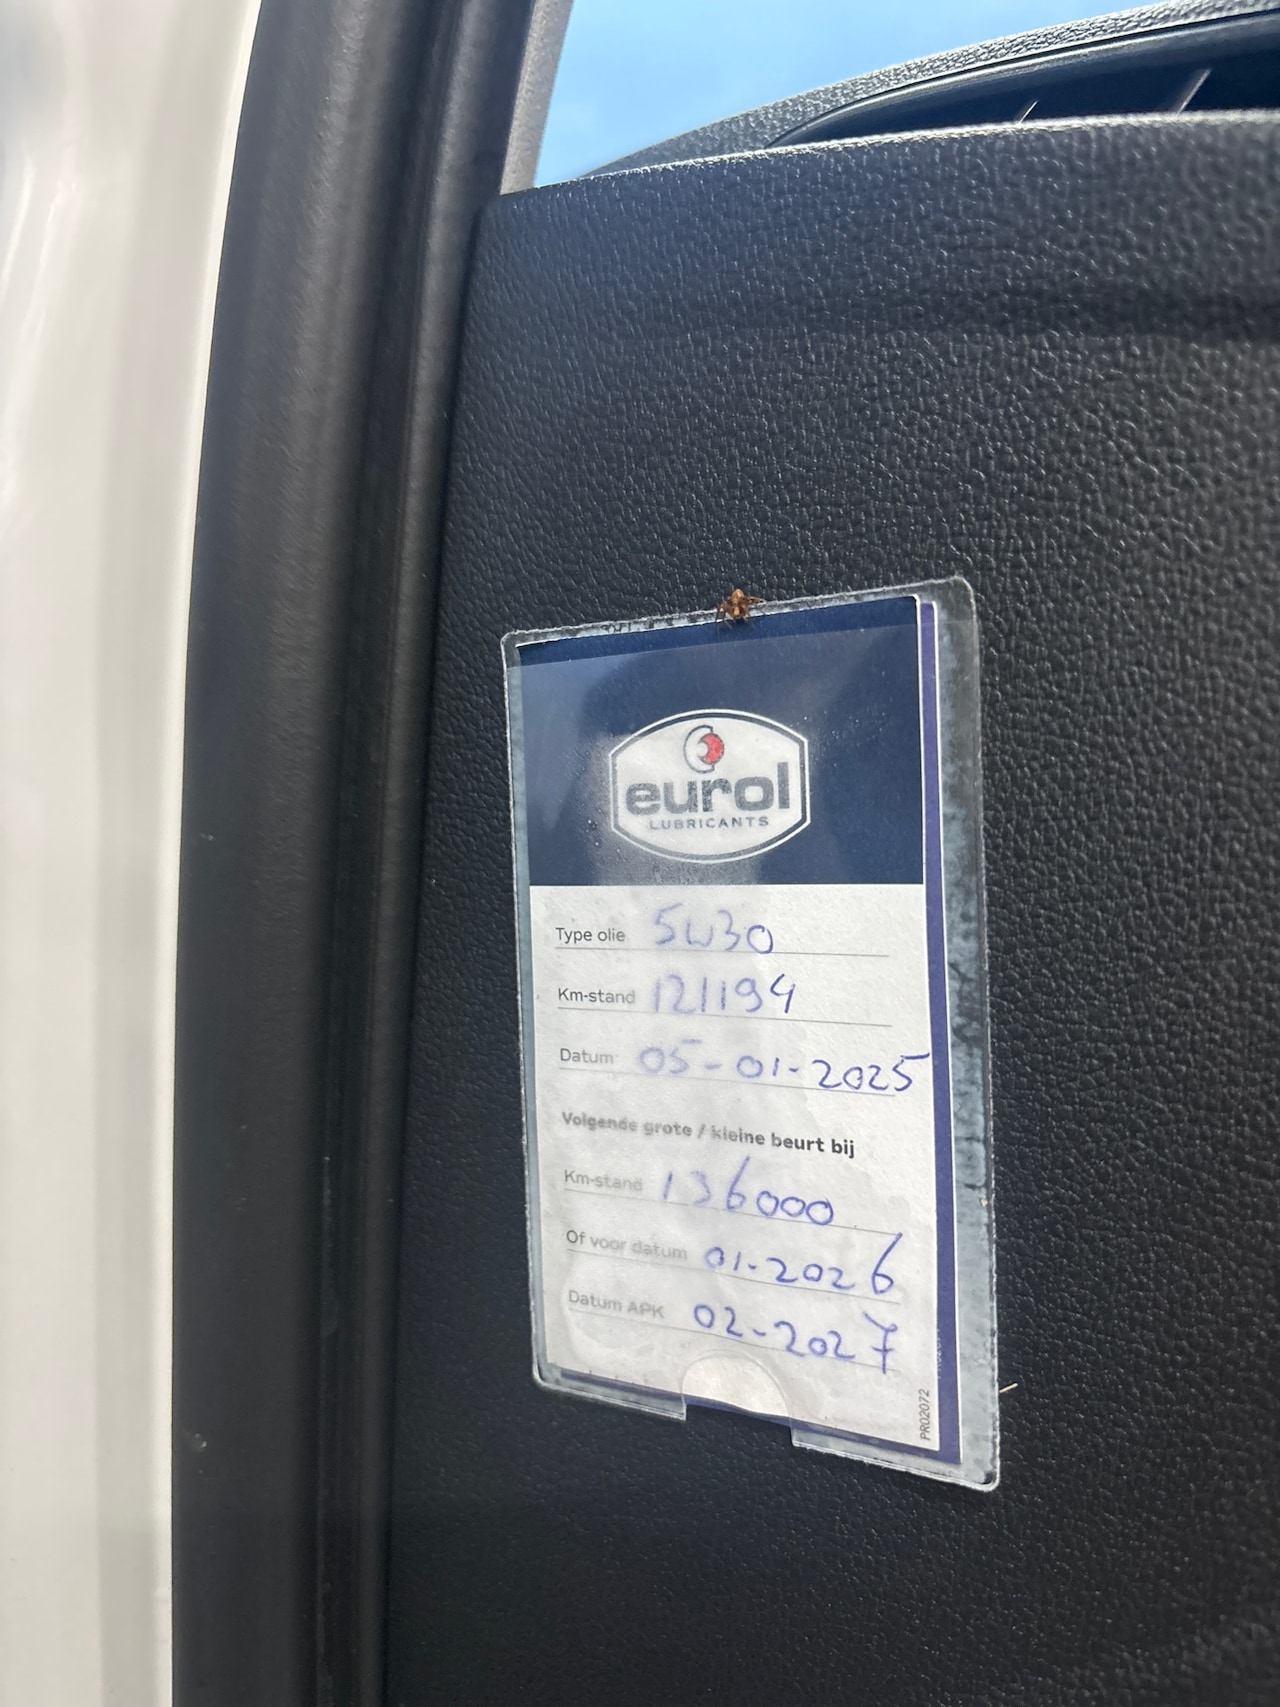 eurol
LUBRICANTS
Type olie 5W30
Km-stand 121194
Datum 05-01-2025
Volgende grote / kleine beurt bij
Km-stand 136000
Of voor datum 01-2026
Datum APK 02-2027
PR02072